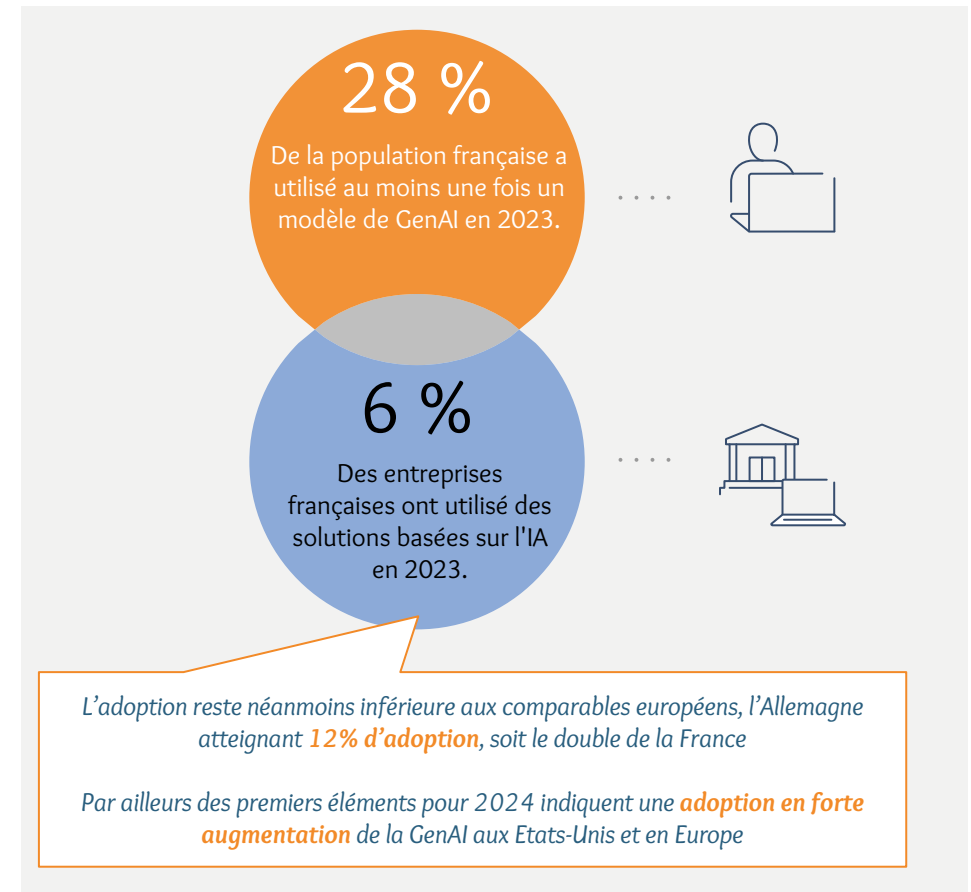 28 %
De la population française a
utilisé au moins une fois un
modèle de GenAI en 2023.
6 %
Des entreprises
françaises ont utilisé des
solutions basées sur l'IA
en 2023.
L’adoption reste néanmoins inférieure aux comparables européens, l’Allemagne
atteignant 12% d’adoption, soit le double de la France
Par ailleurs des premiers éléments pour 2024 indiquent une adoption en forte
augmentation de la GenAI aux Etats-Unis et en Europe